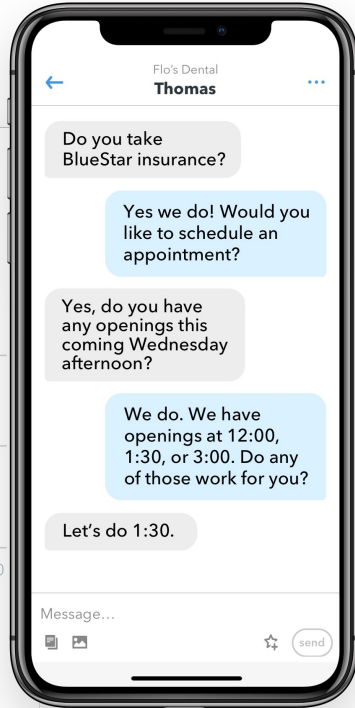 Flo's Dental
Thomas
Do you take
BlueStar insurance?
Yes we do! Would you
like to schedule an
appointment?
Yes, do you have
any openings this
coming Wednesday
afternoon?
We do. We have
openings at 12:00,
1:30, or 3:00. Do any
of those work for you?
Let's do 1:30.
Message...
send